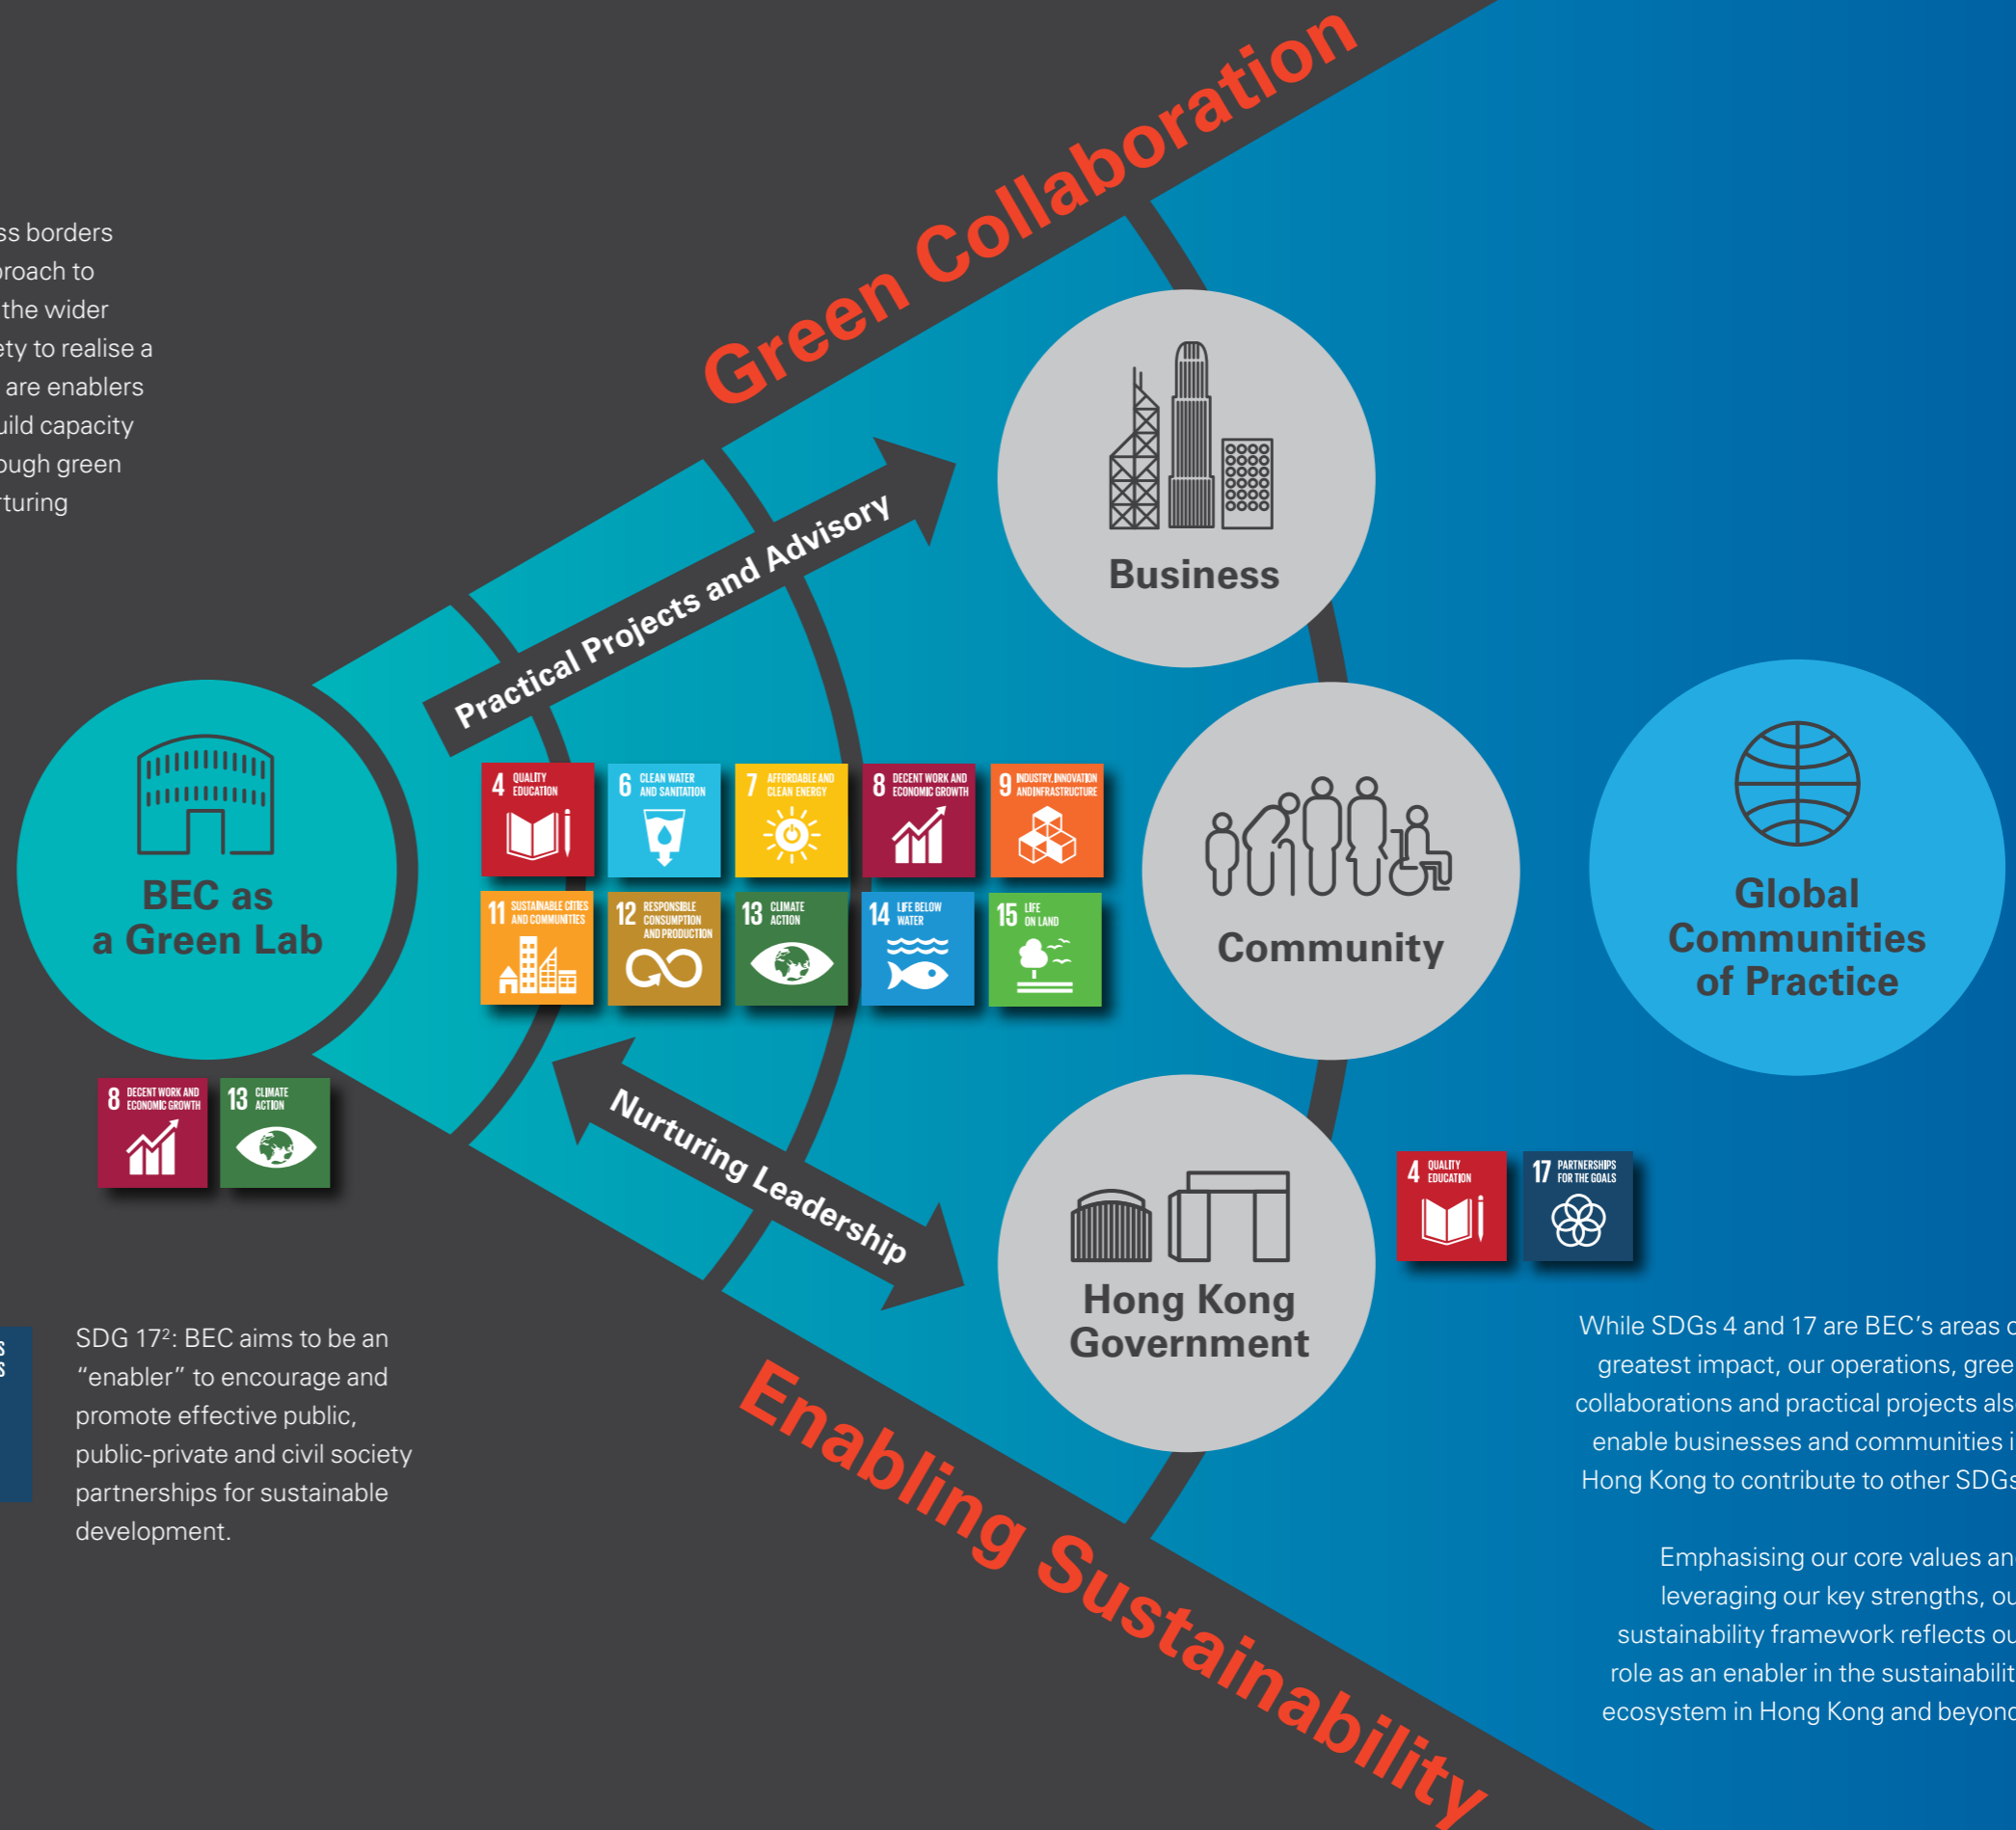 Green Collaboration
ss borders
proach to
the wider
ety to realise a
are enablers
uild capacity
ough green
rturing
Practical Projects and Advisory
Business
BEC as
a Green Lab
4 QUALITY
EDUCATION
6 CLEAN WATER
AND SANITATION
7 AFFORDABLE AND
CLEAN ENERGY
8 DECENT WORK AND
ECONOMIC GROWTH
9 INDUSTRY, INNOVATION
AND INFRASTRUCTURE
11 SUSTAINABLE CITIES
AND COMMUNITIES
12 RESPONSIBLE
CONSUMPTION
AND PRODUCTION
13 CLIMATE
ACTION
14 LIFE BELOW
WATER
15 LIFE
ON LAND
Community
Global
Communities
of Practice
8 DECENT WORK AND
ECONOMIC GROWTH
13 CLIMATE
ACTION
Nurturing Leadership
Hong Kong
Government
4 QUALITY
EDUCATION
17 PARTNERSHIPS
FOR THE GOALS
S
S
SDG 17²: BEC aims to be an
“enabler” to encourage and
promote effective public,
public-private and civil society
partnerships for sustainable
development.
Enabling Sustainability
While SDGs 4 and 17 are BEC’s areas o
greatest impact, our operations, gree
collaborations and practical projects als
enable businesses and communities i
Hong Kong to contribute to other SDGs
Emphasising our core values an
leveraging our key strengths, ou
sustainability framework reflects ou
role as an enabler in the sustainabilit
ecosystem in Hong Kong and beyond